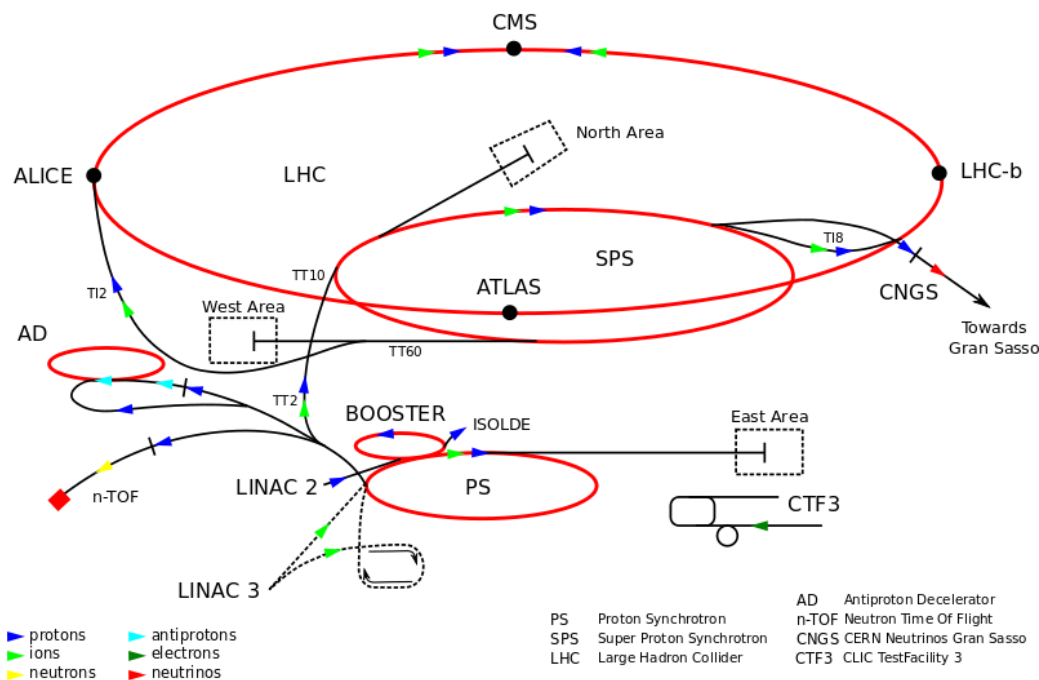 CMS
North Area
ALICE
LHC
LHC-b
TI8
SPS
TT10
ATLAS
CNGS
TI2
West Area
Towards
Gran Sasso
AD
TT60
TT2
BOOSTER
ISOLDE
East Area
LINAC 2
PS
n-TOF
CTF3
LINAC 3
protons
ions
neutrons
antiprotons
electrons
neutrinos
PS Proton Synchrotron
SPS Super Proton Synchrotron
LHC Large Hadron Collider
AD Antiproton Decelerator
n-TOF Neutron Time Of Flight
CNGS CERN Neutrinos Gran Sasso
CTF3 CLIC TestFacility 3